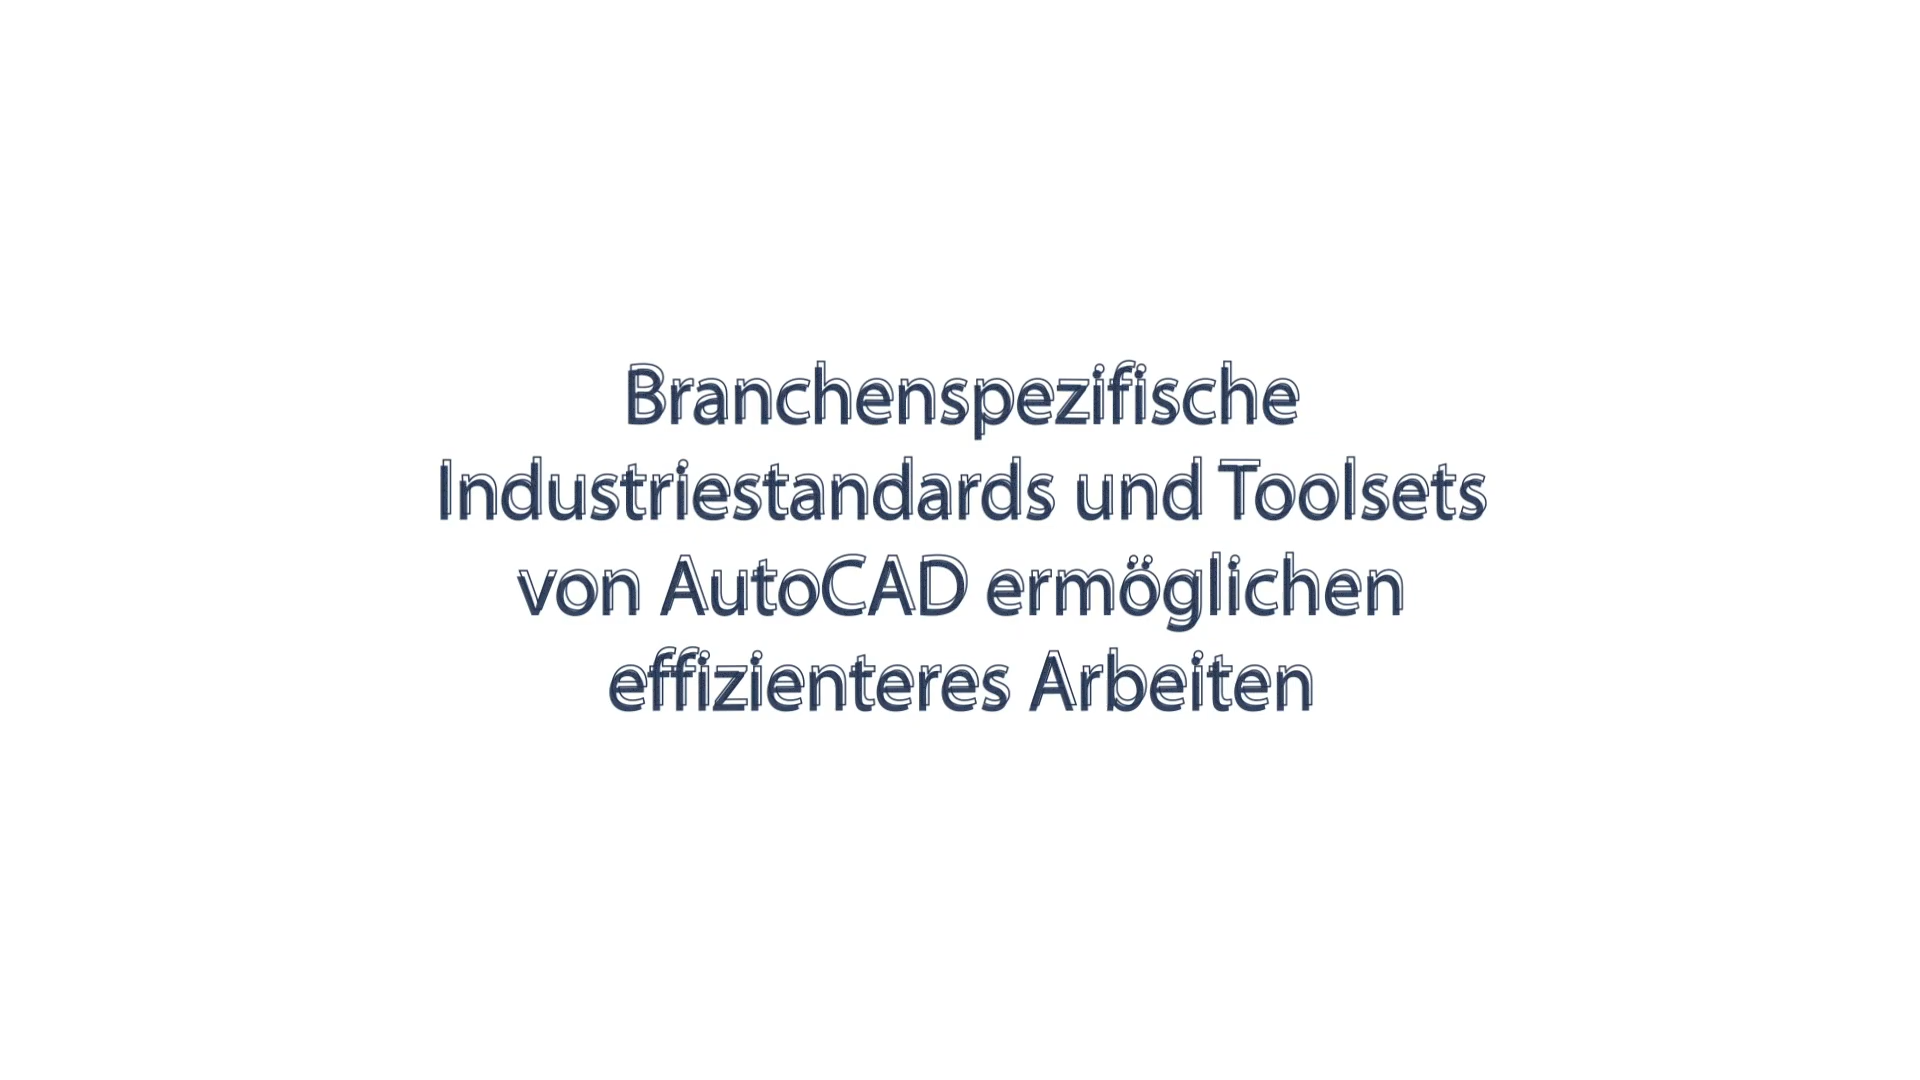 Branchenspezifische
Industriestandards und Toolsets
von AutoCAD ermöglichen
effizienteres Arbeiten